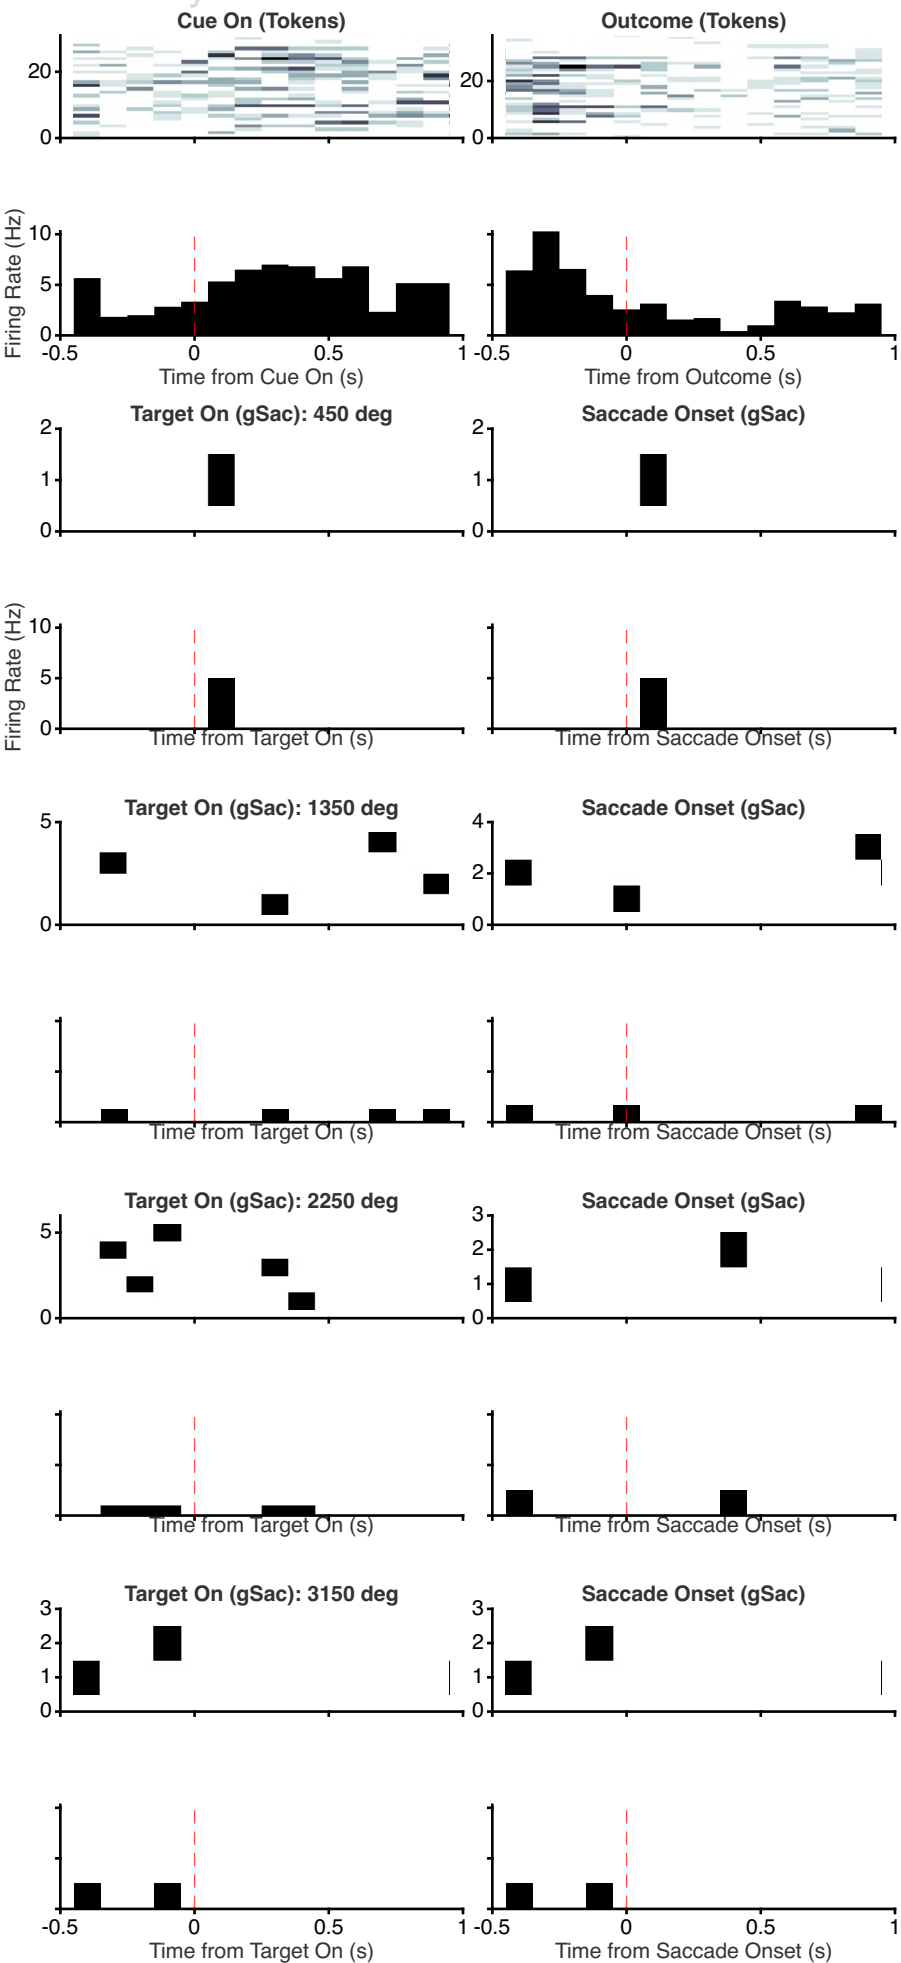 Cue On (Tokens) Outcome (Tokens)
20 20
0 0
Firing Rate (Hz)
10
5
0
-0.5 0 0.5 1 -0.5 0 0.5 1
Time from Cue On (s) Time from Outcome (s)
Target On (gSac): 450 deg Saccade Onset (gSac)
2 2
1 1
0 0
Firing Rate (Hz)
10
5 5
0 0
Time from Target On (s) Time from Saccade Onset (s)
Target On (gSac): 1350 deg Saccade Onset (gSac)
5 4
2
0 0
Time from Target On (s) Time from Saccade Onset (s)
Target On (gSac): 2250 deg Saccade Onset (gSac)
3
5 2
1
0 0
Time from Target On (s) Time from Saccade Onset (s)
Target On (gSac): 3150 deg Saccade Onset (gSac)
3 3
2 2
1 1
0 0
-0.5 0 0.5 1 -0.5 0 0.5 1
Time from Target On (s) Time from Saccade Onset (s)